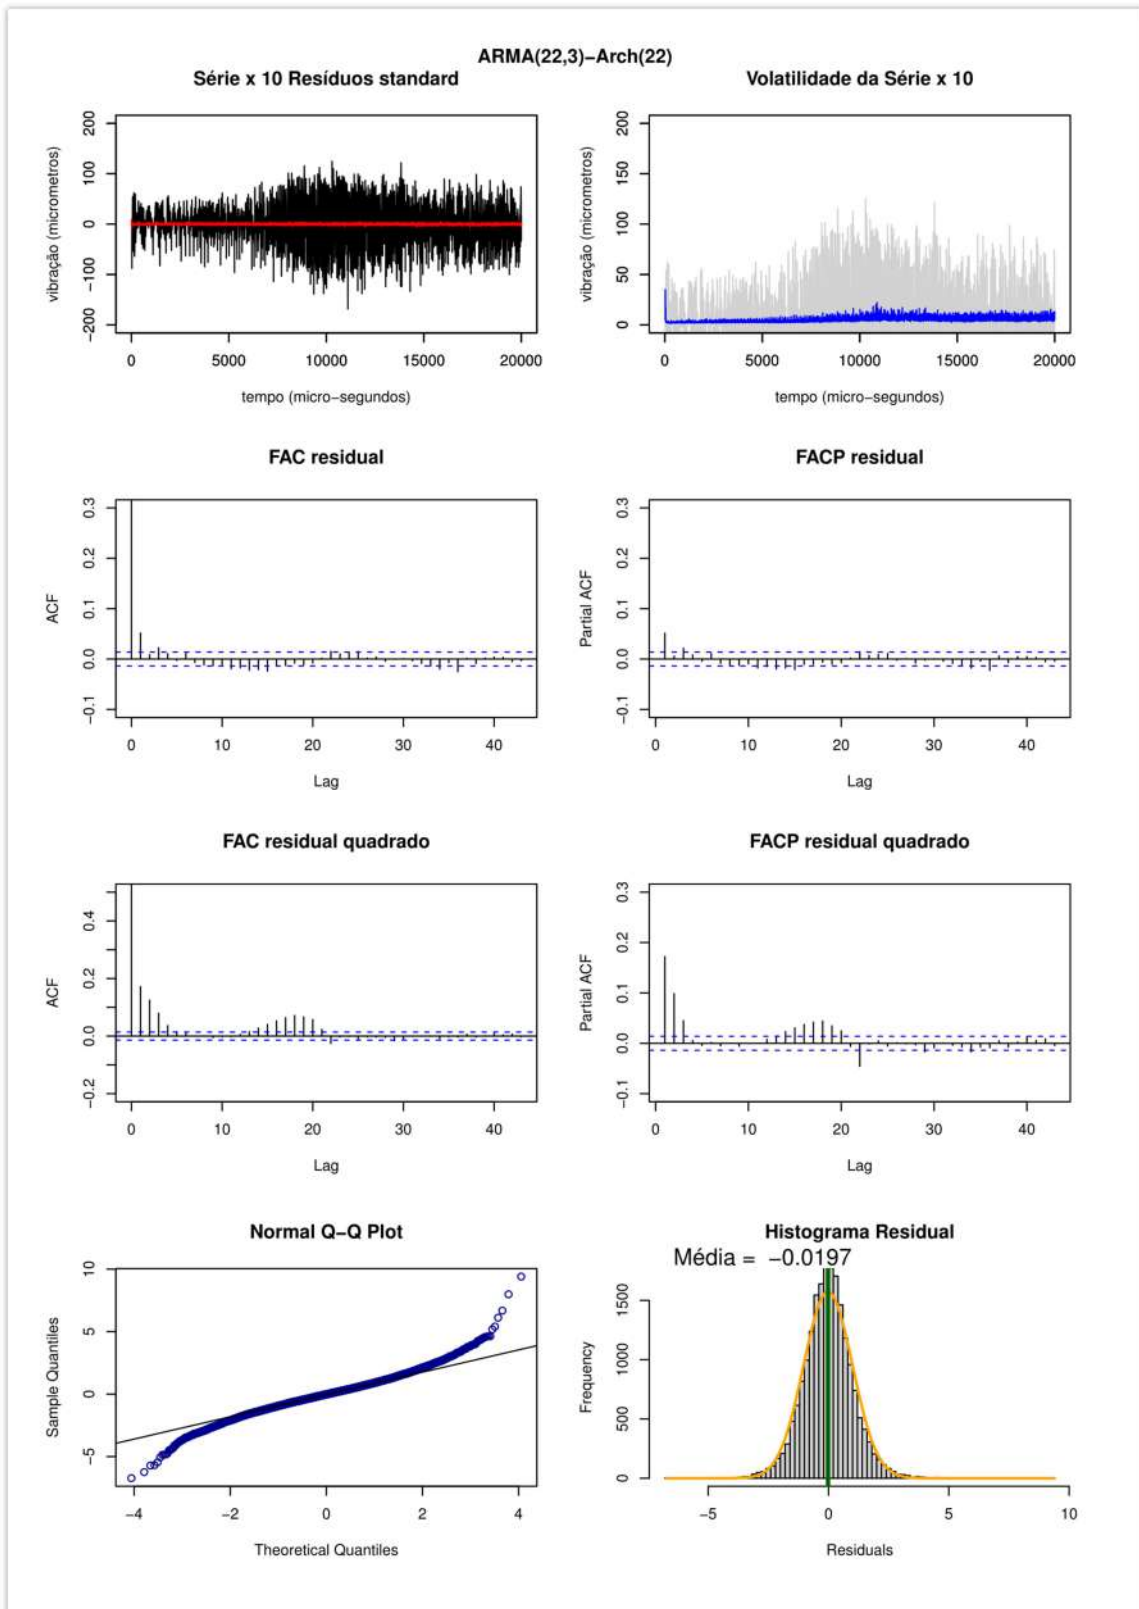 ARMA(22,3)−Arch(22)
Série x 10 Resíduos standard
Volatilidade da Série x 10
vibração (micrometros)
200
100
0
−100
−200
0 5000 10000 15000 20000
tempo (micro−segundos)
vibração (micrometros)
200
150
100
50
0
0 5000 10000 15000 20000
tempo (micro−segundos)
FAC residual
ACF
0.3
0.2
0.1
0.0
−0.1
0 10 20 30 40
Lag
FACP residual
Partial ACF
0.3
0.2
0.1
0.0
−0.1
0 10 20 30 40
Lag
FAC residual quadrado
ACF
0.4
0.2
0.0
−0.2
0 10 20 30 40
Lag
FACP residual quadrado
Partial ACF
0.3
0.2
0.1
0.0
−0.1
0 10 20 30 40
Lag
Normal Q−Q Plot
Sample Quantiles
10
5
0
−5
−4 −2 0 2 4
Theoretical Quantiles
Histograma Residual
Média = −0.0197
Frequency
1500
1000
500
0
−5 0 5 10
Residuals